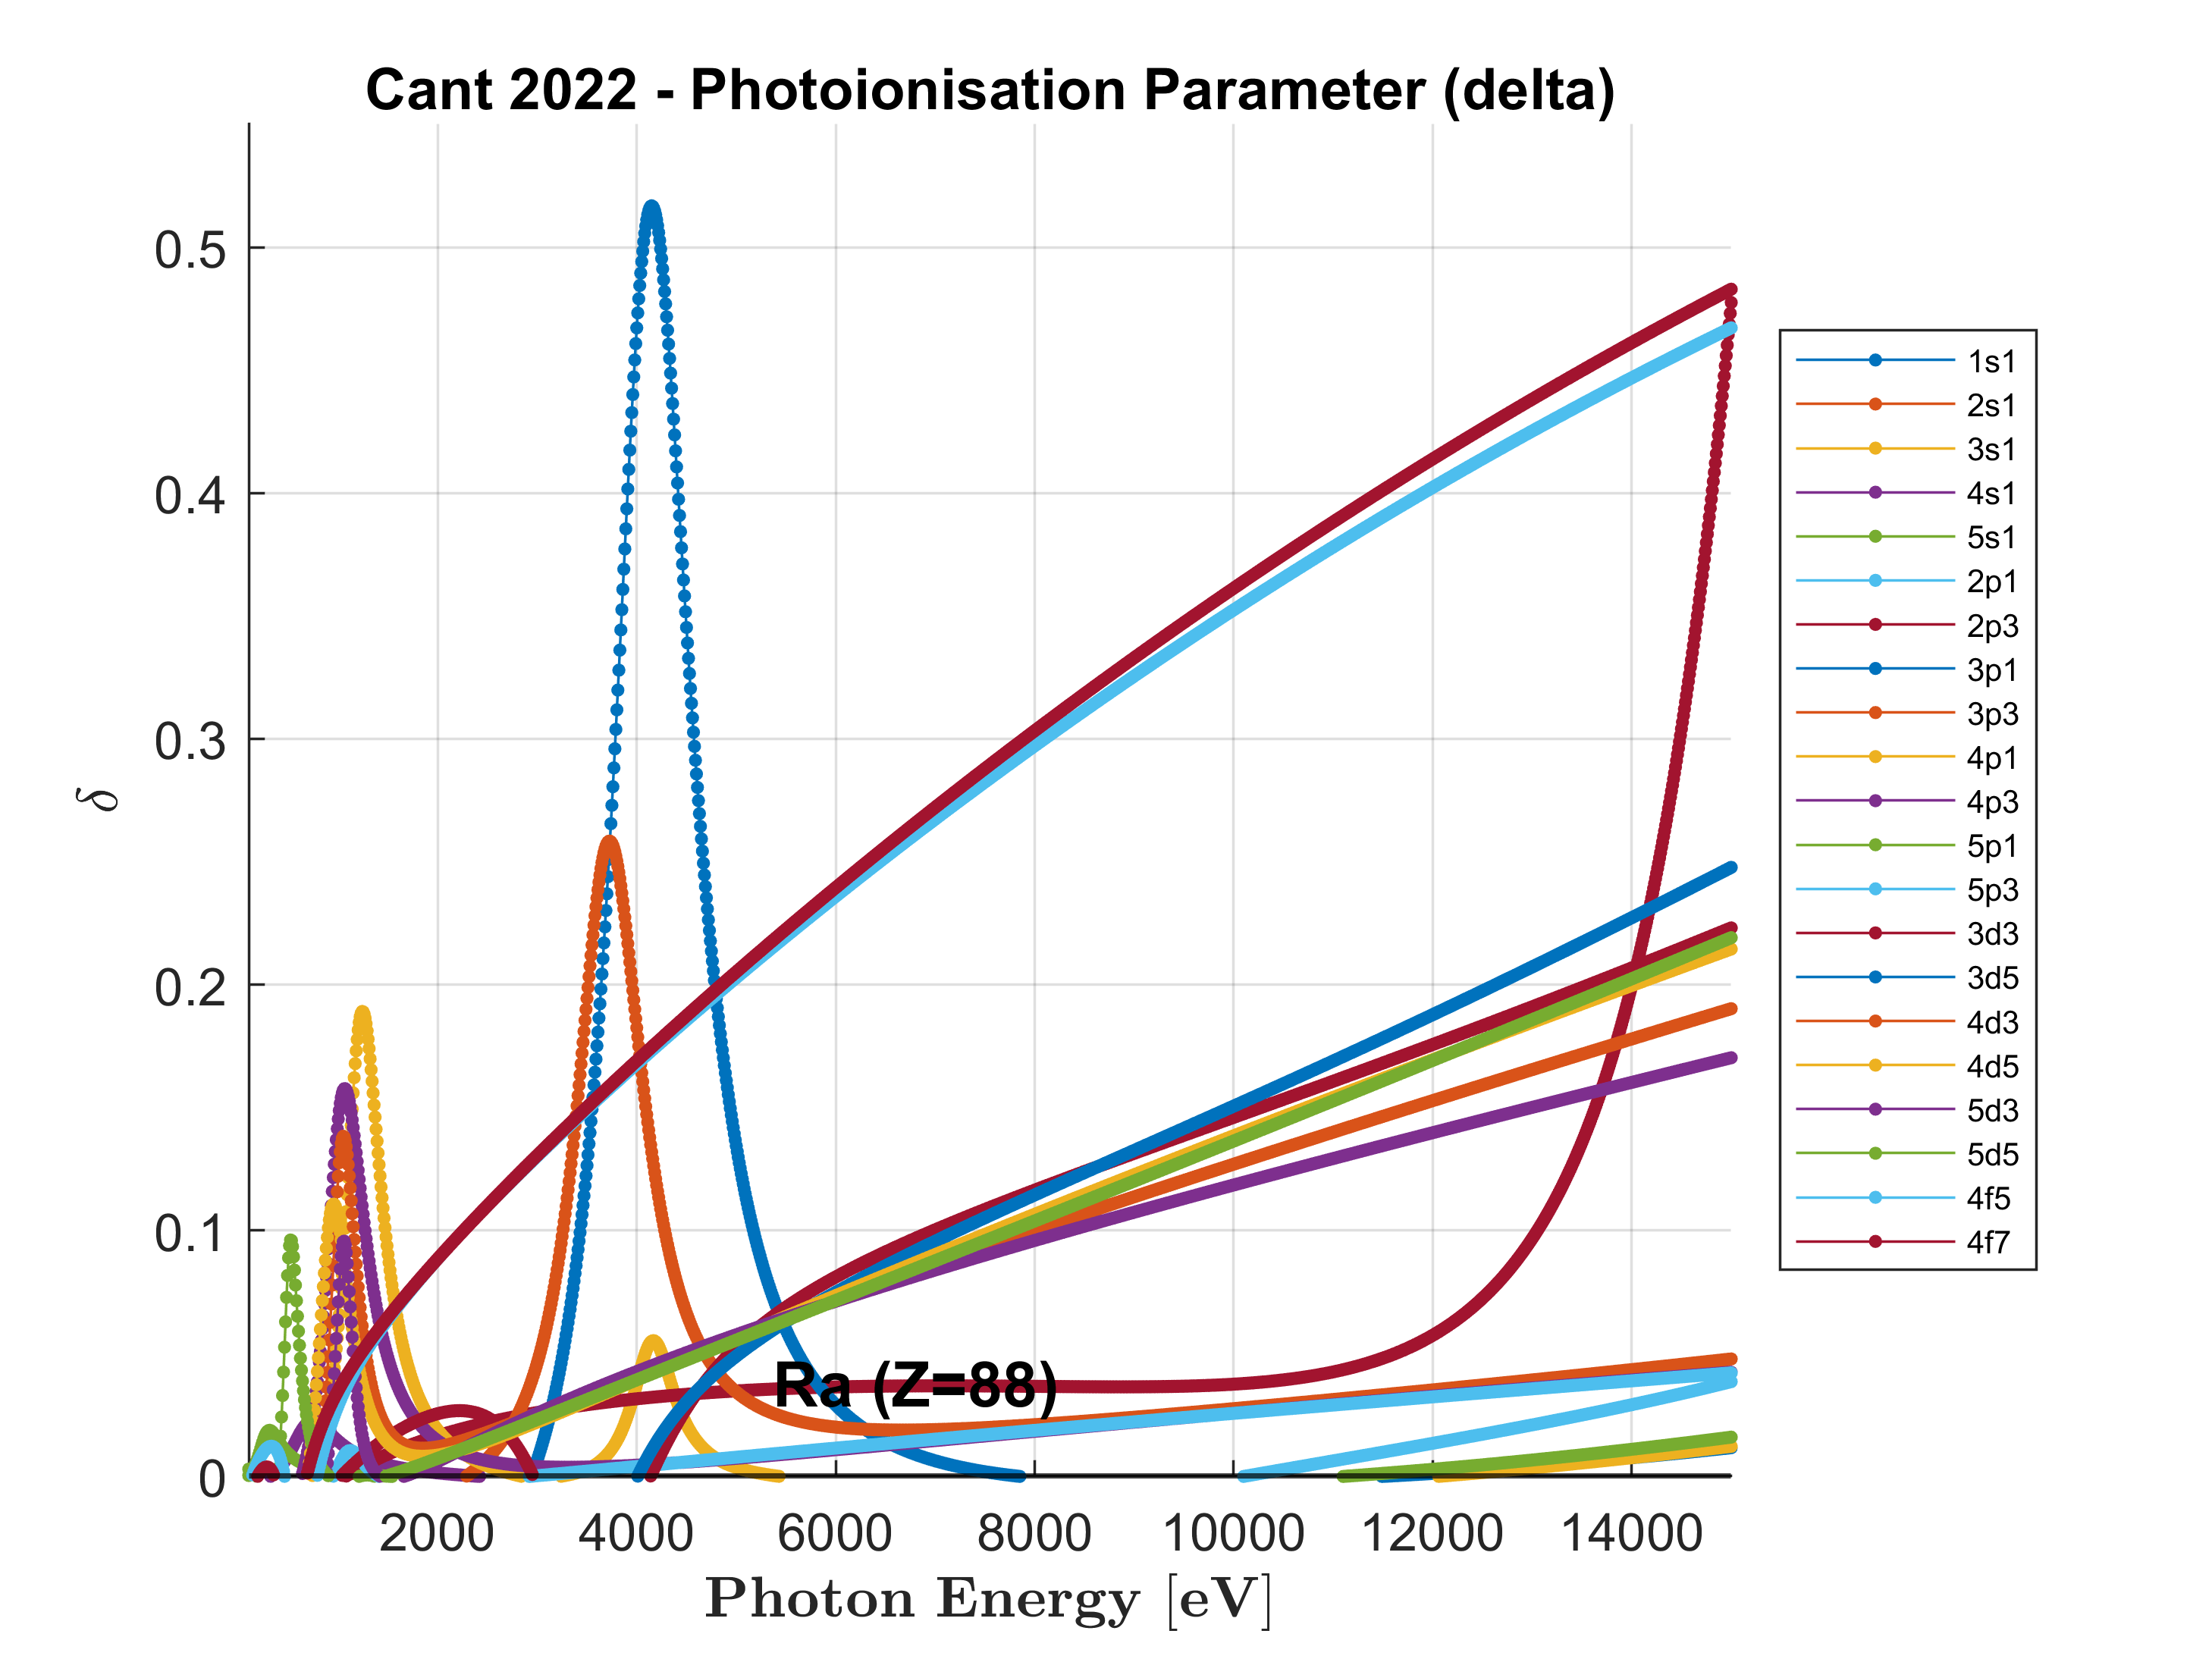 Cant 2022 - Photoionisation Parameter (delta)
0.5
0.4
0.3
0.2
0.1
0
δ
2000 4000 6000 8000 10000 12000 14000
Photon Energy [eV]
Ra (Z=88)
1s1
2s1
3s1
4s1
5s1
2p1
2p3
3p1
3p3
4p1
4p3
5p1
5p3
3d3
3d5
4d3
4d5
5d3
5d5
4f5
4f7